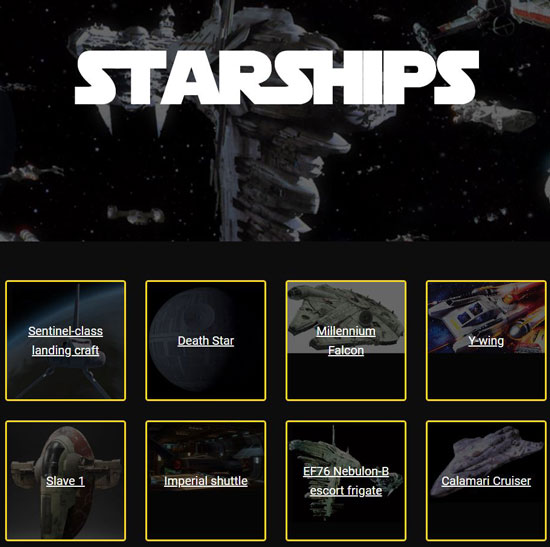 STARSHIPS
Sentinel-class
landing craft
Death Star
Millennium
Falcon
Y-wing
Slave 1
Imperial shuttle
EF76 Nebulon-B
escort frigate
Calamari Cruiser